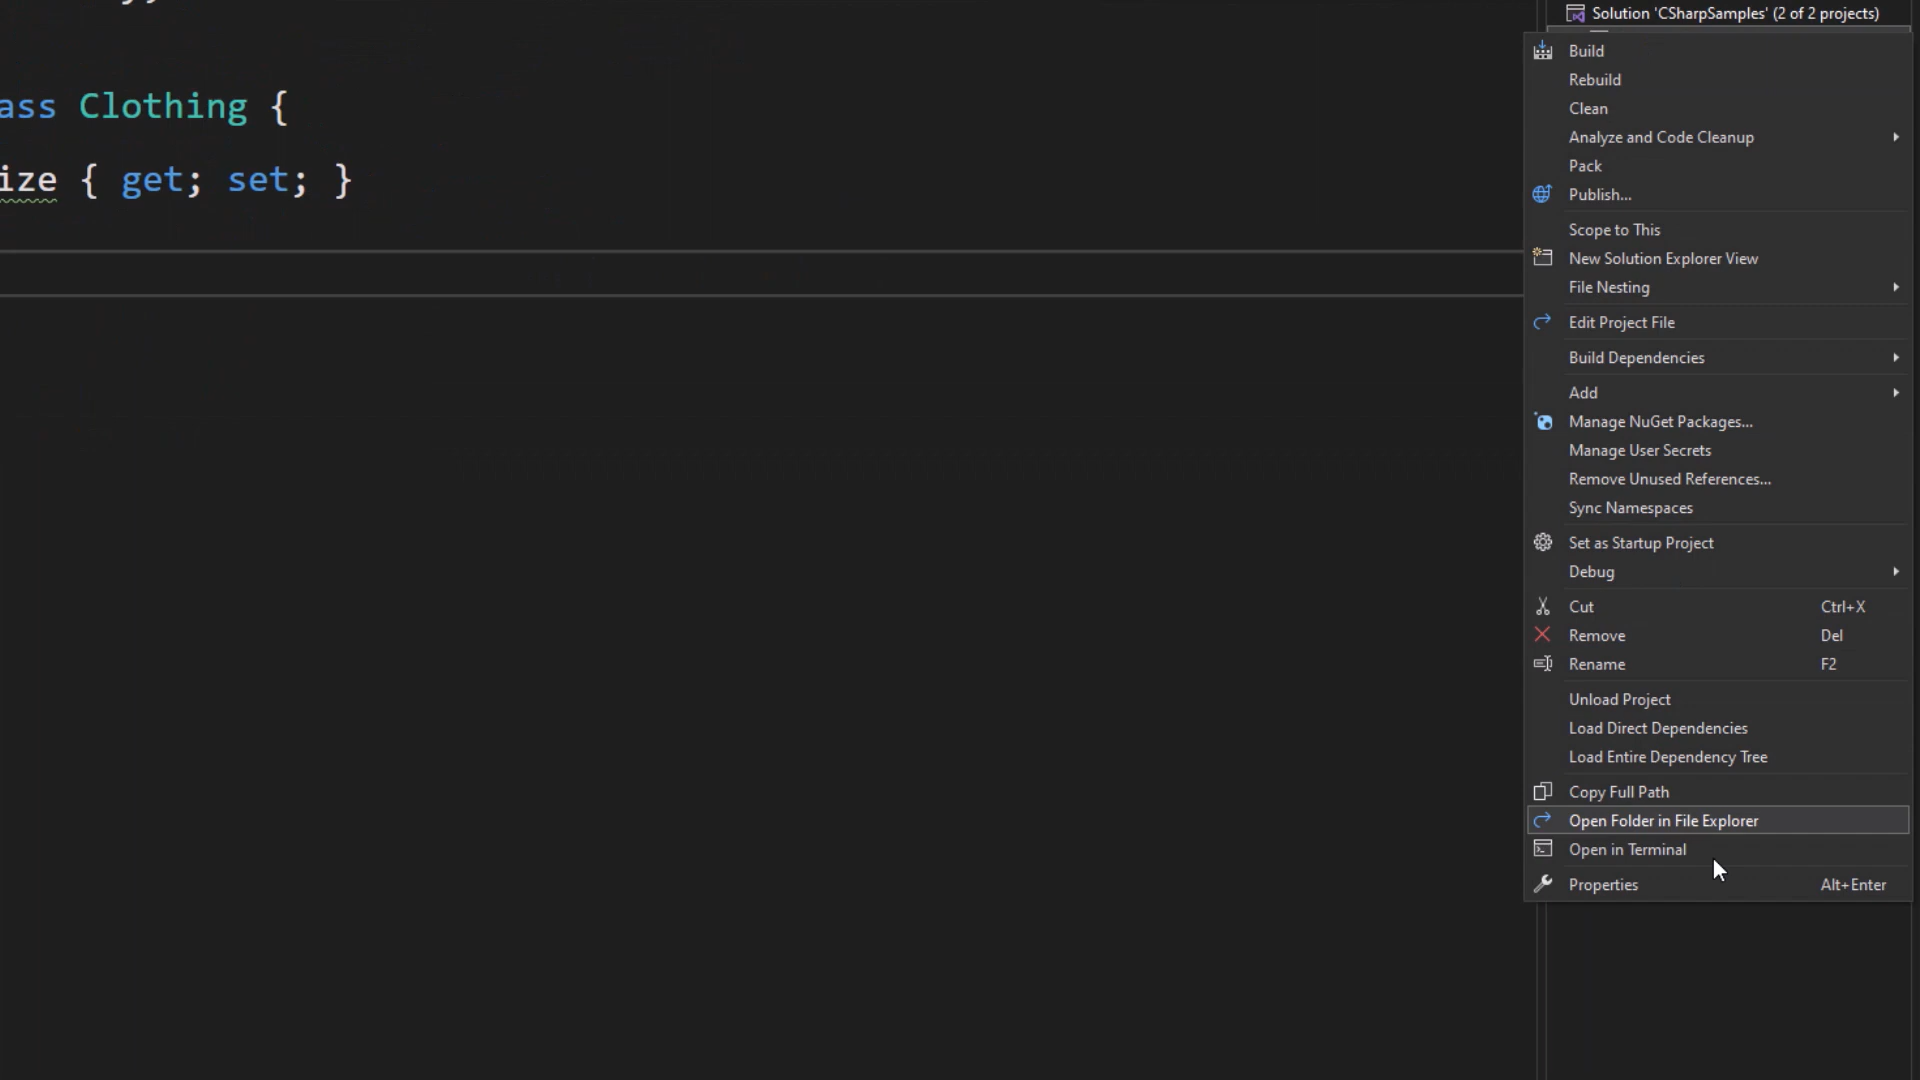 Solution 'CSharpSamples' (2 of 2 projects)
ass Clothing {
ize { get; set; }
Build
Rebuild
Clean
Analyze and Code Cleanup
Pack
Publish...
Scope to This
New Solution Explorer View
File Nesting
Edit Project File
Build Dependencies
Add
Manage NuGet Packages...
Manage User Secrets
Remove Unused References...
Sync Namespaces
Set as Startup Project
Debug
Cut Ctrl+X
Remove Del
Rename F2
Unload Project
Load Direct Dependencies
Load Entire Dependency Tree
Copy Full Path
Open Folder in File Explorer
Open in Terminal
Properties Alt+Enter